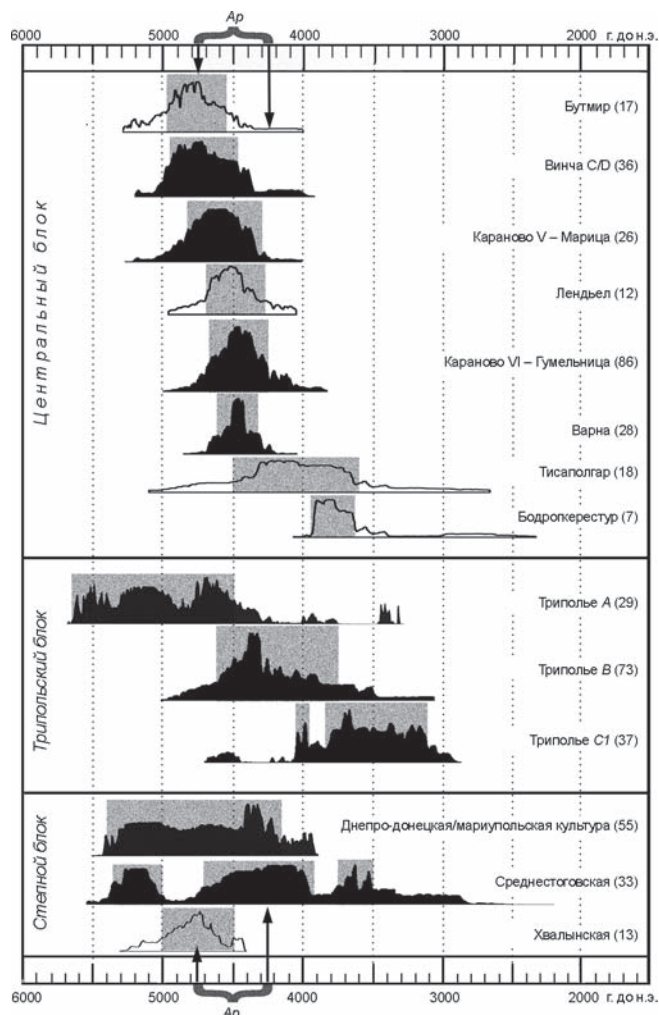 Ар
6000 5000 4000 3000 2000 г. до н.э.
Центральный блок
Бутмир (17)
Винча C/D (36)
Караново V – Марица (26)
Лендьел (12)
Караново VI – Гумельница (86)
Варна (28)
Тисаполгар (18)
Бодрогкерестур (7)
Трипольский блок
Триполье A (29)
Триполье B (73)
Триполье C1 (37)
Степной блок
Днепро-донецкая/мариупольская культура (55)
Среднестоговская (33)
Хвалынская (13)
6000 5000 4000 3000 2000 г. до н.э.
Ар